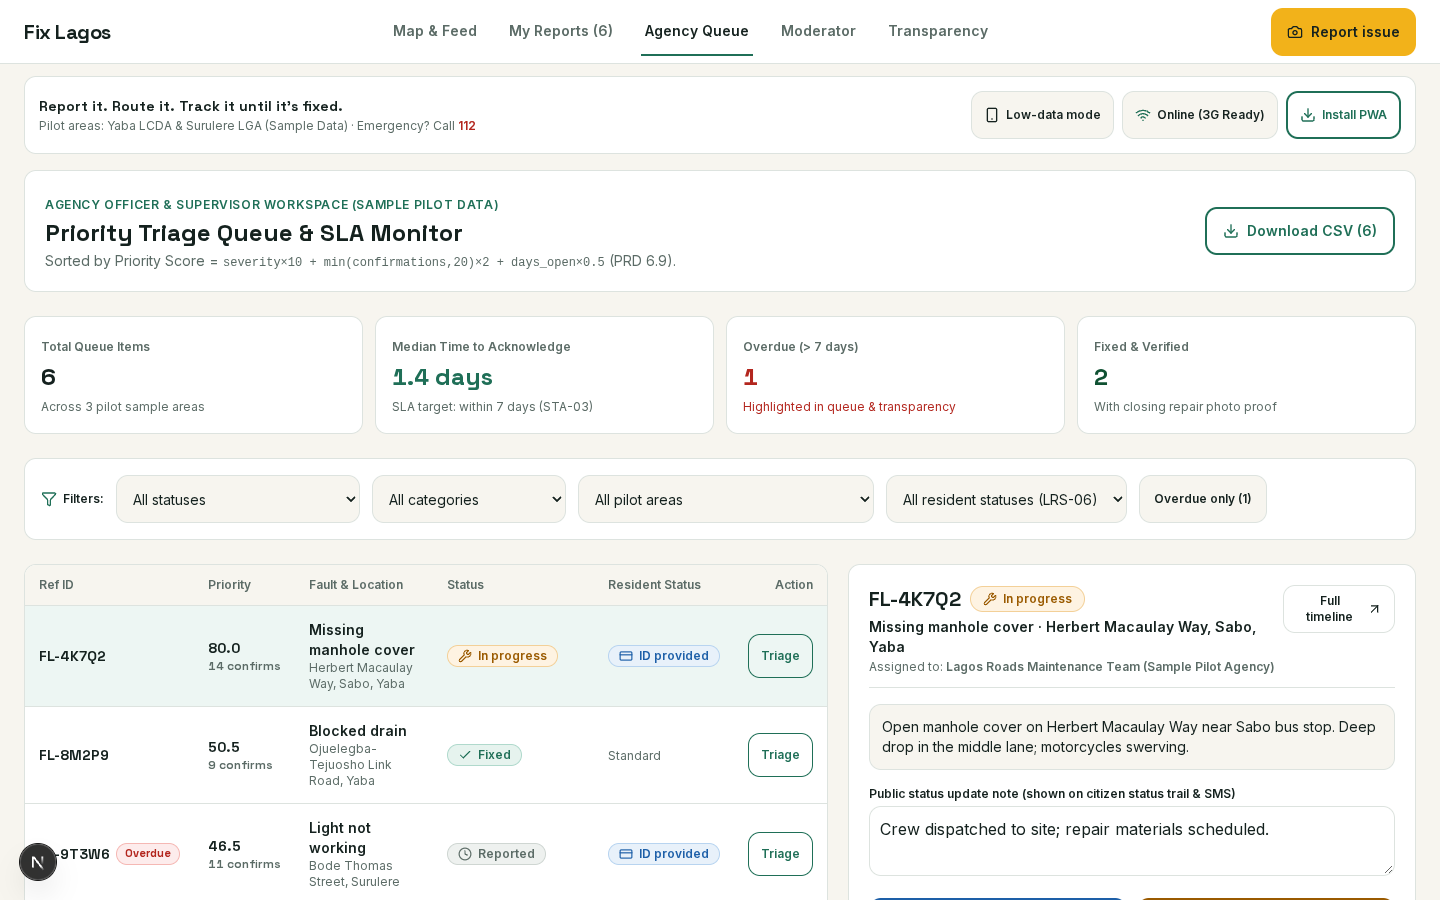 Fix Lagos
Map & Feed
My Reports (6)
Agency Queue
Moderator
Transparency
Report issue
Report it. Route it. Track it until it's fixed.
Pilot areas: Yaba LCDA & Surulere LGA (Sample Data) · Emergency? Call 112
Low-data mode
Online (3G Ready)
Install PWA
AGENCY OFFICER & SUPERVISOR WORKSPACE (SAMPLE PILOT DATA)
Priority Triage Queue & SLA Monitor
Sorted by Priority Score = severity×10 + min(confirmations,20)×2 + days_open×0.5 (PRD 6.9).
Download CSV (6)
Total Queue Items
6
Across 3 pilot sample areas
Median Time to Acknowledge
1.4 days
SLA target: within 7 days (STA-03)
Overdue (> 7 days)
1
Highlighted in queue & transparency
Fixed & Verified
2
With closing repair photo proof
Filters:
All statuses
All categories
All pilot areas
All resident statuses (LRS-06)
Overdue only (1)
Ref ID
Priority
Fault & Location
Status
Resident Status
Action
FL-4K7Q2
80.0
14 confirms
Missing
manhole cover
Herbert Macaulay
Way, Sabo, Yaba
In progress
ID provided
Triage
FL-8M2P9
50.5
9 confirms
Blocked drain
Ojuelegba-
Tejuosho Link
Road, Yaba
Fixed
Standard
Triage
-9T3W6
Overdue
46.5
11 confirms
Light not
working
Bode Thomas
Street, Surulere
Reported
ID provided
Triage
N
FL-4K7Q2
In progress
Full
timeline
Missing manhole cover · Herbert Macaulay Way, Sabo,
Yaba
Assigned to: Lagos Roads Maintenance Team (Sample Pilot Agency)
Open manhole cover on Herbert Macaulay Way near Sabo bus stop. Deep
drop in the middle lane; motorcycles swerving.
Public status update note (shown on citizen status trail & SMS)
Crew dispatched to site; repair materials scheduled.